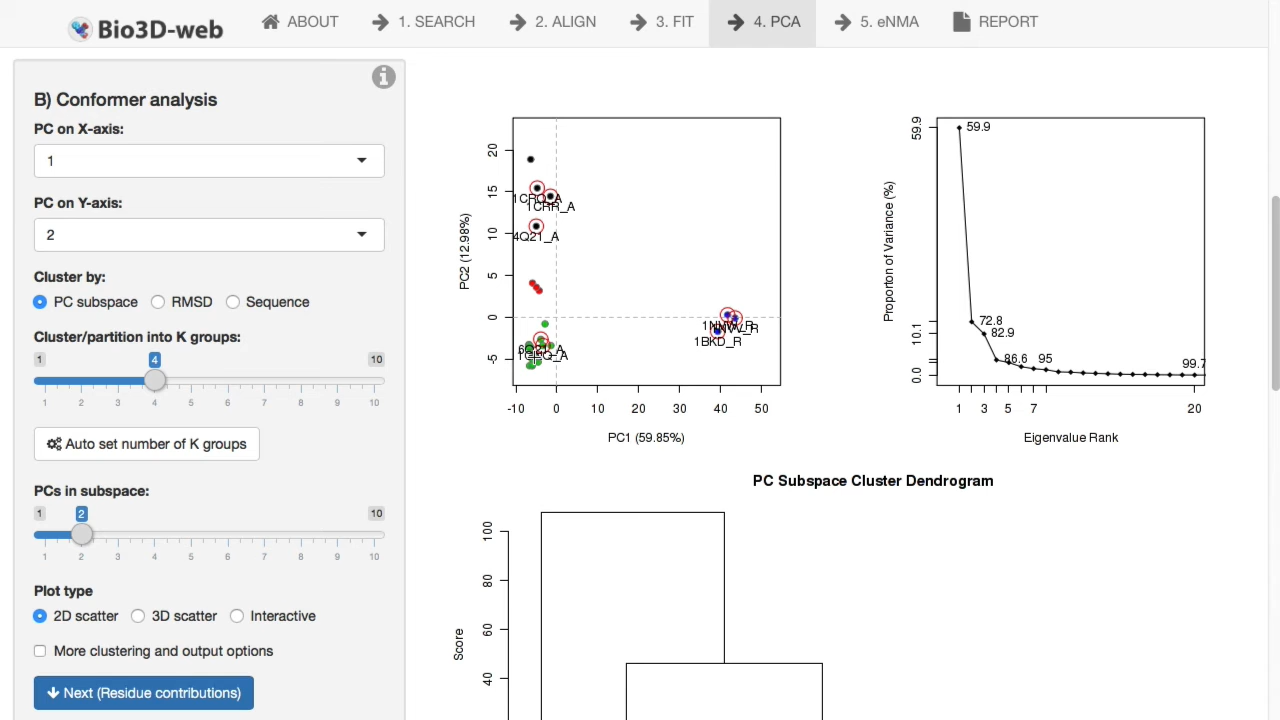 Bio3D-web
ABOUT
1. SEARCH
2. ALIGN
3. FIT
4. PCA
5. eNMA
REPORT
B) Conformer analysis
PC on X-axis:
1
PC on Y-axis:
2
Cluster by:
PC subspace RMSD Sequence
Cluster/partition into K groups:
1 4 10
1 2 3 4 5 6 7 8 9 10
Auto set number of K groups
PCs in subspace:
1 2 10
1 2 3 4 5 6 7 8 9 10
Plot type
2D scatter 3D scatter Interactive
More clustering and output options
Next (Residue contributions)
PC2 (12.98%)
20
15
10
5
0
-5
1CRR_A
4Q21_A
1BKD_R
-10 0 10 20 30 40 50
PC1 (59.85%)
Proportion of Variance (%)
59.9
10.1
0.0
59.9
72.8
82.9
86.6 95
99.7
1 3 5 7 20
Eigenvalue Rank
PC Subspace Cluster Dendrogram
Score
100
80
60
40